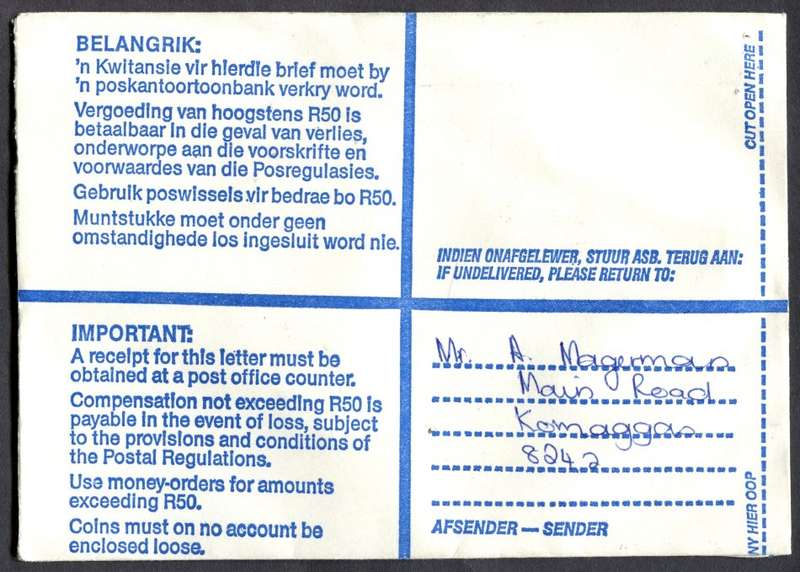 BELANGRIK:
'n Kwitansie vir hierdie brief moet by
'n poskantoortoonbank verkry word.
Vergoeding van hoogstens R50 is
betaalbaar in die geval van verlies,
onderworpe aan die voorskrifte en
voorwaardes van die Posregulasies.
Gebruik poswissels vir bedrae bo R50.
Muntstukke moet onder geen
omstandighede los ingesluit word nie.
INDIEN ONAFGELEWER, STUUR ASB. TERUG AAN:
IF UNDELIVERED, PLEASE RETURN TO:
CUT OPEN HERE
IMPORTANT:
A receipt for this letter must be
obtained at a post office counter.
Compensation not exceeding R50 is
payable in the event of loss, subject
to the provisions and conditions of
the Postal Regulations.
Use money-orders for amounts
exceeding R50.
Coins must on no account be
enclosed loose.
Mr. A. Magerman
Main Road
Komaggas
8242
AFSENDER — SENDER
NY HIER OOP